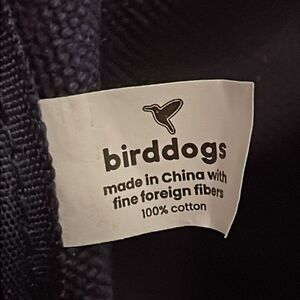 birddogs
made in China with
fine foreign fibers
100% cotton